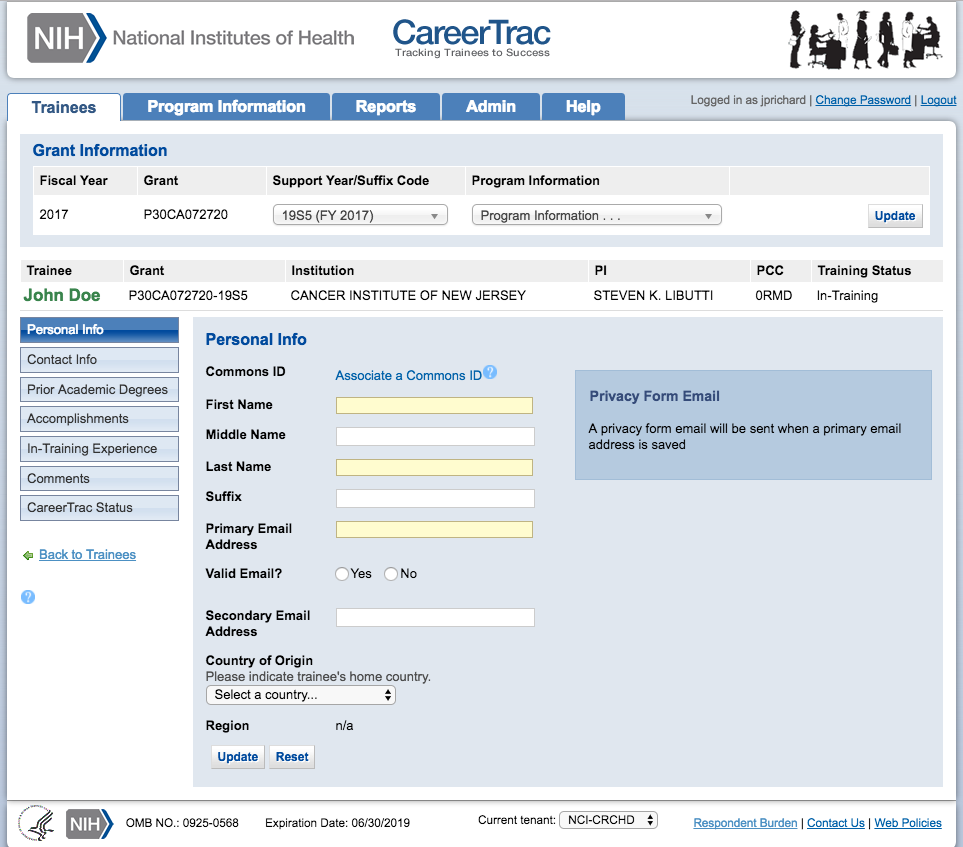 NIH National Institutes of Health
CareerTrac
Tracking Trainees to Success
Trainees Program Information Reports Admin Help
Logged in as jprichard | Change Password | Logout
Grant Information
Fiscal Year Grant Support Year/Suffix Code Program Information
2017 P30CA072720 19S5 (FY 2017) Program Information . . . Update
Trainee Grant Institution PI PCC Training Status
John Doe P30CA072720-19S5 CANCER INSTITUTE OF NEW JERSEY STEVEN K. LIBUTTI 0RMD In-Training
Personal Info
Contact Info
Prior Academic Degrees
Accomplishments
In-Training Experience
Comments
CareerTrac Status
Back to Trainees
?
Personal Info
Commons ID Associate a Commons ID ?
First Name
Middle Name
Last Name
Suffix
Primary Email
Address
Valid Email? Yes No
Secondary Email
Address
Country of Origin
Please indicate trainee's home country.
Select a country...
Region n/a
Update Reset
Privacy Form Email
A privacy form email will be sent when a primary email
address is saved
NIH OMB NO.: 0925-0568 Expiration Date: 06/30/2019 Current tenant: NCI-CRCHD Respondent Burden | Contact Us | Web Policies